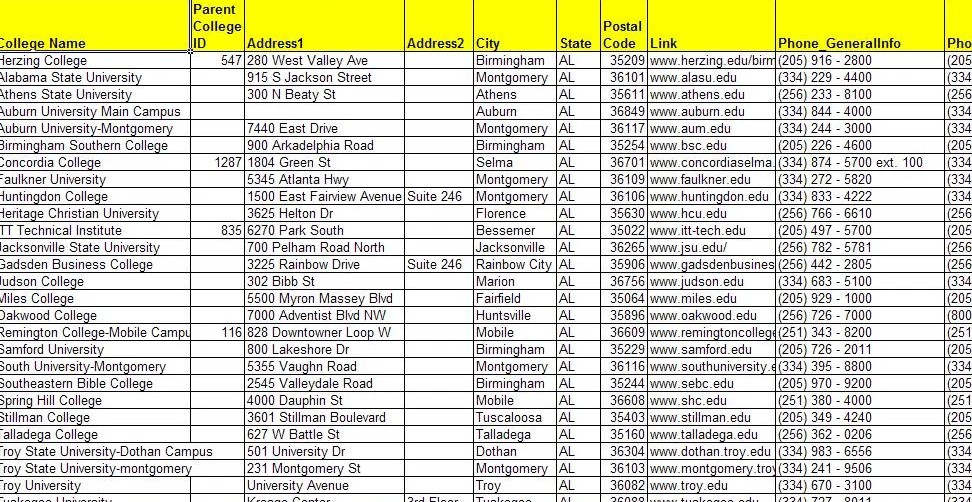 College Name Parent College ID Address1 Address2 City State Postal Code Link Phone_GeneralInfo Pho
Herzing College 547 280 West Valley Ave Birmingham AL 35209 www.herzing.edu/birm (205) 916 - 2800 (205
Alabama State University 915 S Jackson Street Montgomery AL 36101 www.alasu.edu (334) 229 - 4400 (334
Athens State University 300 N Beaty St Athens AL 35611 www.athens.edu (256) 233 - 8100 (256
Auburn University Main Campus Auburn AL 36849 www.auburn.edu (334) 844 - 4000 (334
Auburn University-Montgomery 7440 East Drive Montgomery AL 36117 www.aum.edu (334) 244 - 3000 (334
Birmingham Southern College 900 Arkadelphia Road Birmingham AL 35254 www.bsc.edu (205) 226 - 4600 (205
Concordia College 1287 1804 Green St Selma AL 36701 www.concordiaselma. (334) 874 - 5700 ext. 100 (334
Faulkner University 5345 Atlanta Hwy Montgomery AL 36109 www.faulkner.edu (334) 272 - 5820 (334
Huntingdon College 1500 East Fairview Avenue Suite 246 Montgomery AL 36106 www.huntingdon.edu (334) 833 - 4222 (334
Heritage Christian University 3625 Helton Dr Florence AL 35630 www.hcu.edu (256) 766 - 6610 (256
ITT Technical Institute 835 6270 Park South Bessemer AL 35022 www.itt-tech.edu (205) 497 - 5700 (205
Jacksonville State University 700 Pelham Road North Jacksonville AL 36265 www.jsu.edu/ (256) 782 - 5781 (256
Gadsden Business College 3225 Rainbow Drive Suite 246 Rainbow City AL 35906 www.gadsdenbusines (256) 442 - 2805 (256
Judson College 302 Bibb St Marion AL 36756 www.judson.edu (334) 683 - 5100 (334
Miles College 5500 Myron Massey Blvd Fairfield AL 35064 www.miles.edu (205) 929 - 1000 (205
Oakwood College 7000 Adventist Blvd NW Huntsville AL 35896 www.oakwood.edu (256) 726 - 7000 (800
Remington College-Mobile Campu 116 828 Downtowner Loop W Mobile AL 36609 www.remingtoncollege (251) 343 - 8200 (251
Samford University 800 Lakeshore Dr Birmingham AL 35229 www.samford.edu (205) 726 - 2011 (205
South University-Montgomery 5355 Vaughn Road Montgomery AL 36116 www.southuniversity.e (334) 395 - 8800 (334
Southeastern Bible College 2545 Valleydale Road Birmingham AL 35244 www.sebc.edu (205) 970 - 9200 (205
Spring Hill College 4000 Dauphin St Mobile AL 36608 www.shc.edu (251) 380 - 4000 (251
Stillman College 3601 Stillman Boulevard Tuscaloosa AL 35403 www.stillman.edu (205) 349 - 4240 (205
Talladega College 627 W Battle St Talladega AL 35160 www.talladega.edu (256) 362 - 0206 (256
Troy State University-Dothan Campus 501 University Dr Dothan AL 36304 www.dothan.troy.edu (334) 983 - 6556 (334
Troy State University-montgomery 231 Montgomery St Montgomery AL 36103 www.montgomery.troy (334) 241 - 9506 (334
Troy University University Avenue Troy AL 36082 www.troy.edu (334) 670 - 3100 (334
Tuskegee University Kresge Center 3rd Floor Tuskegee AL 36088 www.tuskegee.edu (334) 727 - 8011 (334